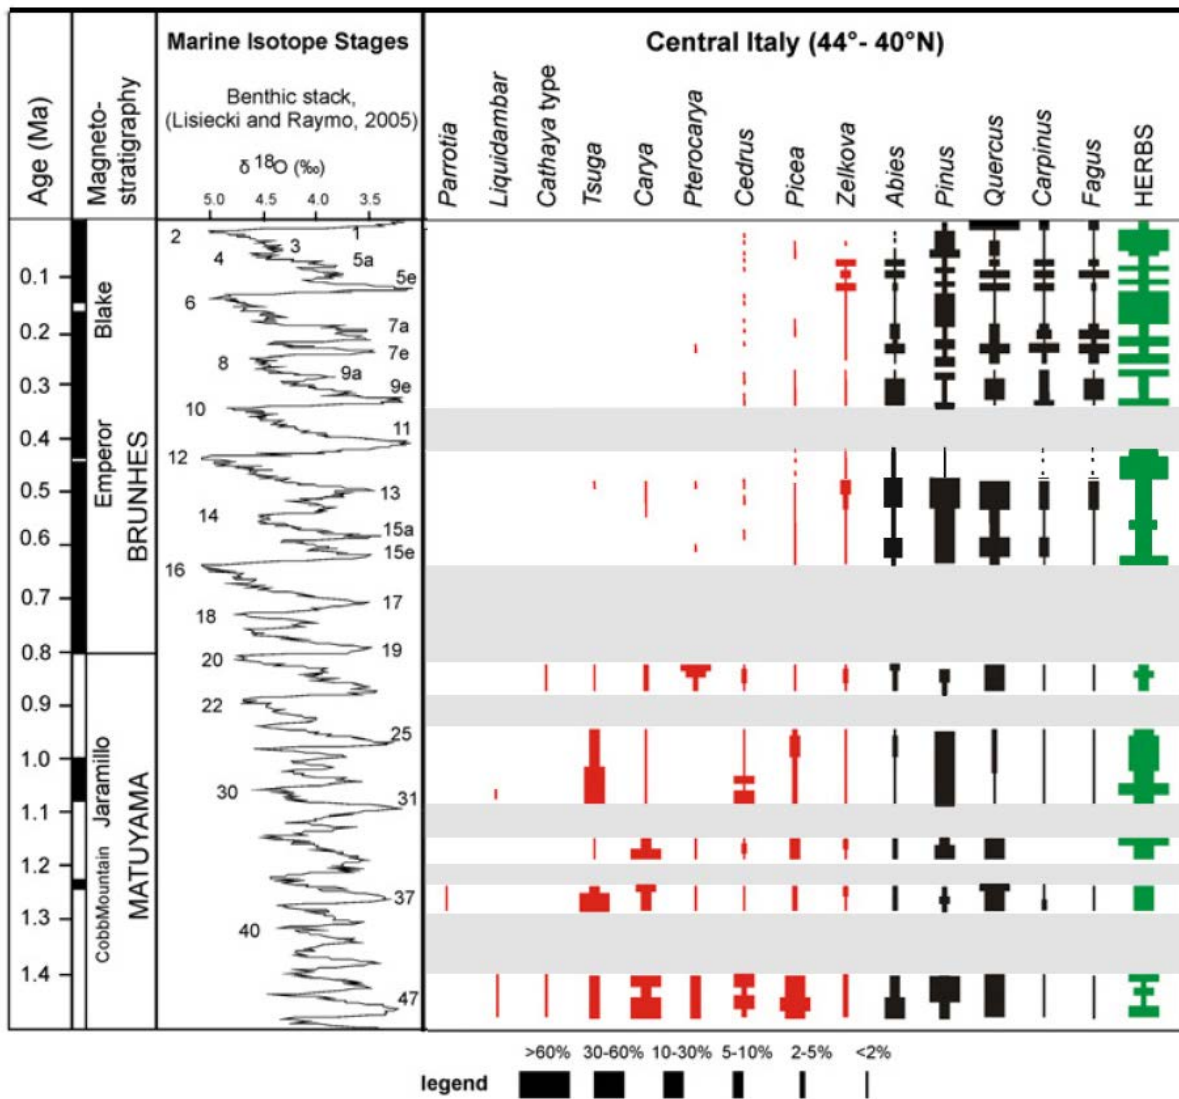 Marine Isotope Stages
Central Italy (44°- 40°N)
Age (Ma)
Magneto-
stratigraphy
Benthic stack,
(Lisiecki and Raymo, 2005)
δ 18O (‰)
5.0 4.5 4.0 3.5
Parrotia
Liquidambar
Cathaya type
Tsuga
Carya
Pterocarya
Cedrus
Picea
Zelkova
Abies
Pinus
Quercus
Carpinus
Fagus
HERBS
0.1
0.2
0.3
0.4
0.5
0.6
0.7
0.8
0.9
1.0
1.1
1.2
1.3
1.4
Blake
Emperor
BRUNHES
Jaramillo
CobbMountain
MATUYAMA
1
2
3
4
5a
5e
6
7a
7e
8
9a
9e
10
11
12
13
14
15a
15e
16
17
18
19
20
22
25
30
31
37
40
47
>60% 30-60% 10-30% 5-10% 2-5% <2%
legend